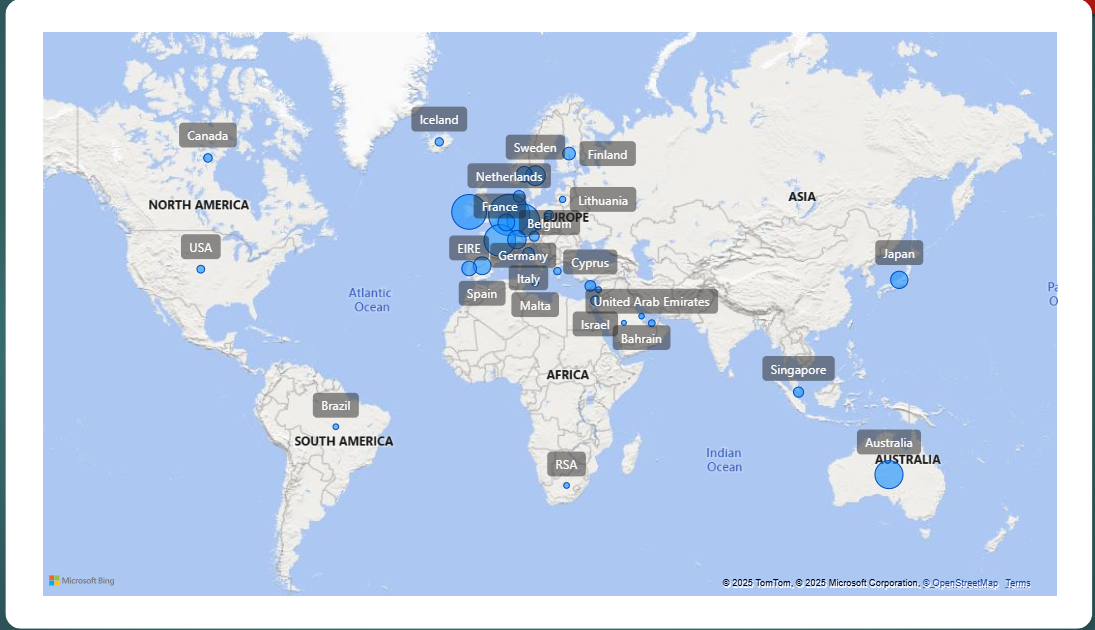 Iceland
Canada
Sweden
Finland
Netherlands
NORTH AMERICA
ASIA
Lithuania
France
EUROPE
Belgium
USA
EIRE
Germany
Japan
Cyprus
Italy
Spain
Atlantic
Ocean
Pa
O
United Arab Emirates
Malta
Israel
Bahrain
AFRICA
Singapore
Brazil
SOUTH AMERICA
Australia
AUSTRALIA
Indian
Ocean
RSA
Microsoft Bing
© 2025 TomTom, © 2025 Microsoft Corporation, © OpenStreetMap Terms